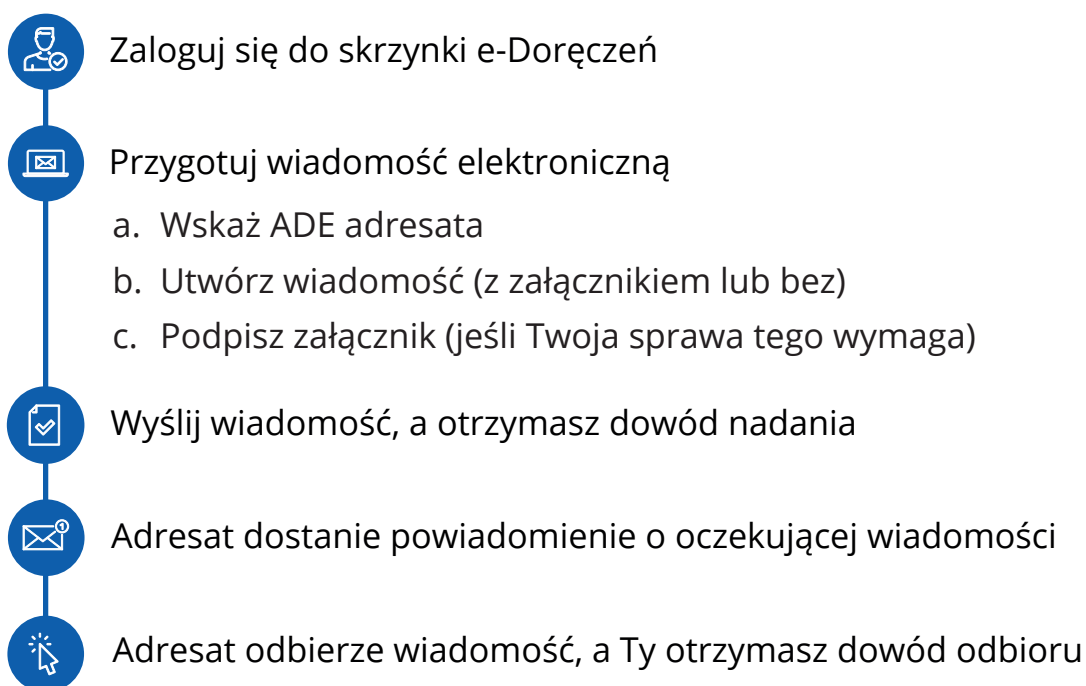 Zaloguj się do skrzynki e-Doręczeń
Przygotuj wiadomość elektroniczną
a. Wskaż ADE adresata
b. Utwórz wiadomość (z załącznikiem lub bez)
c. Podpisz załącznik (jeśli Twoja sprawa tego wymaga)
Wyślij wiadomość, a otrzymasz dowód nadania
1
Adresat dostanie powiadomienie o oczekującej wiadomości
Adresat odbierze wiadomość, a Ty otrzymasz dowód odbioru